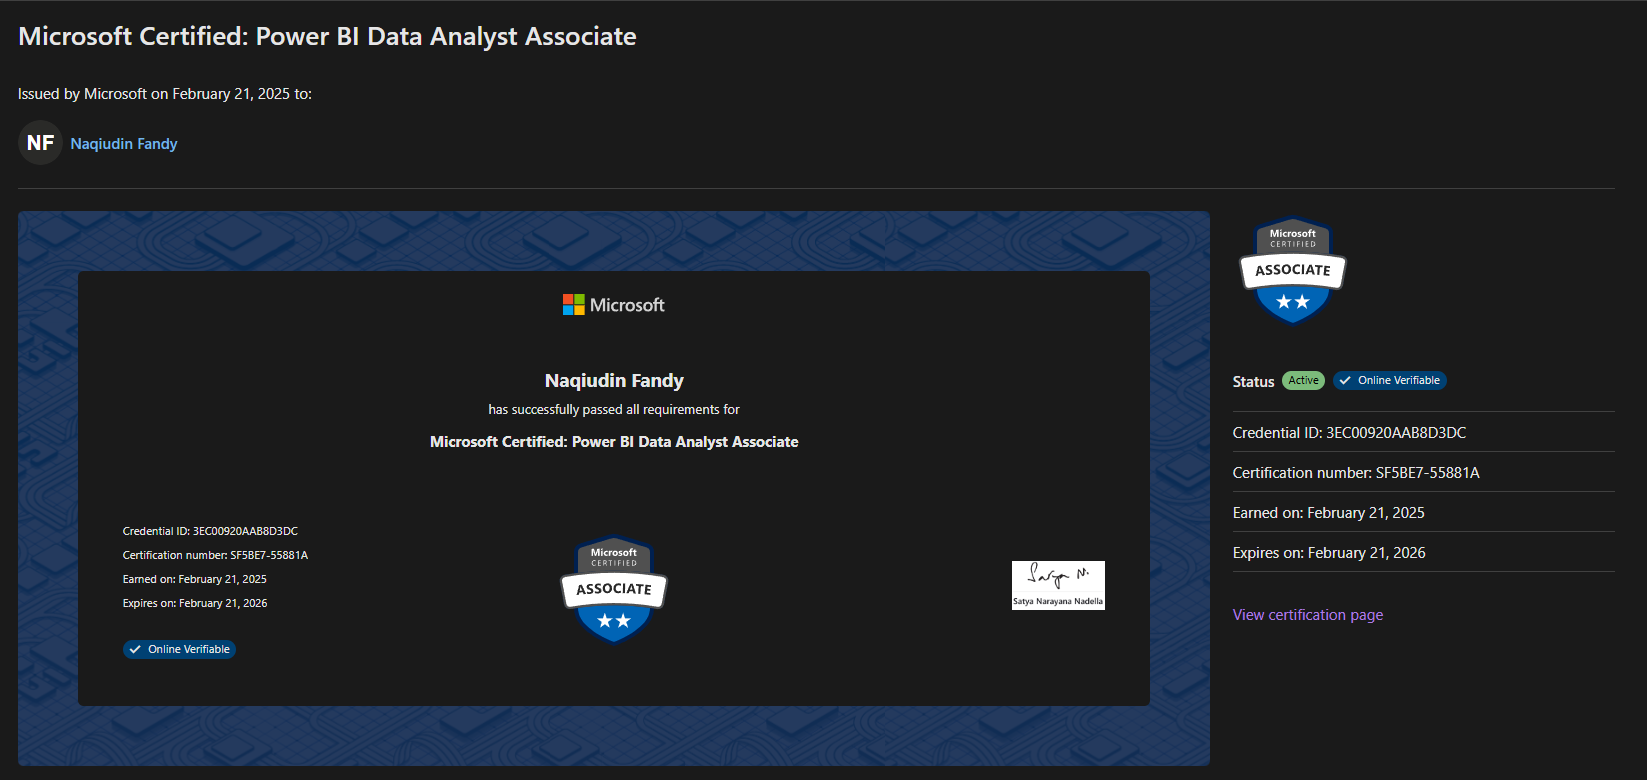 Microsoft Certified: Power BI Data Analyst Associate
Issued by Microsoft on February 21, 2025 to:
NF Naqiudin Fandy
Microsoft
Naqiudin Fandy
has successfully passed all requirements for
Microsoft Certified: Power BI Data Analyst Associate
Credential ID: 3EC00920AAB8D3DC
Certification number: SF5BE7-55881A
Earned on: February 21, 2025
Expires on: February 21, 2026
Online Verifiable
Microsoft
CERTIFIED
ASSOCIATE
Satya N.
Satya Narayana Nadella
Microsoft
CERTIFIED
ASSOCIATE
Status Active Online Verifiable
Credential ID: 3EC00920AAB8D3DC
Certification number: SF5BE7-55881A
Earned on: February 21, 2025
Expires on: February 21, 2026
View certification page